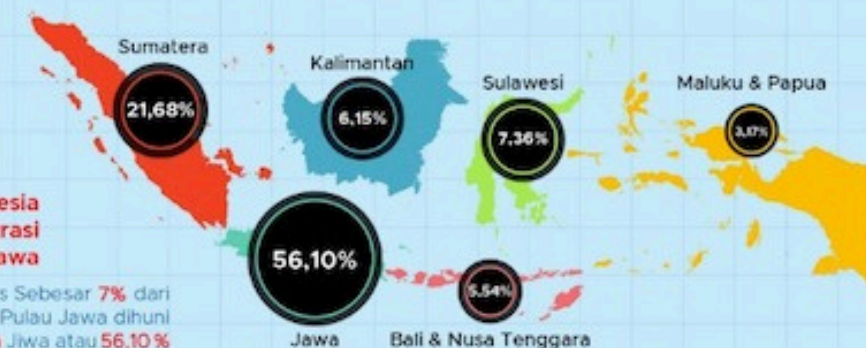 Sumatera
21,68%
Kalimantan
6,15%
Sulawesi
7,36%
Maluku & Papua
3,17%
esia
rasi
awa
56,10%
s Sebesar 7% dari
Pulau Jawa dihuni
Jiwa atau 56,10 %
Jawa
5,54%
Bali & Nusa Tenggara